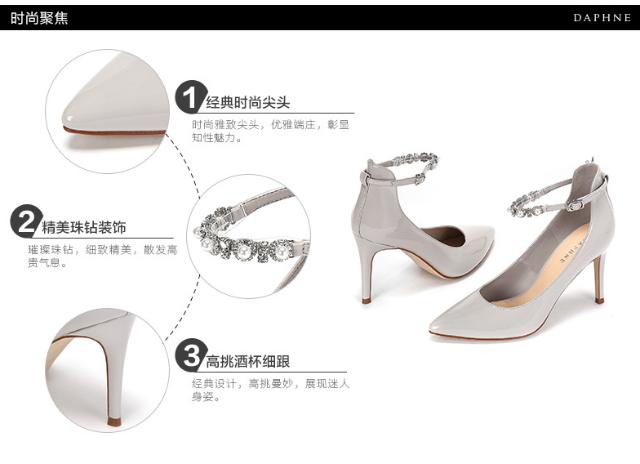 时尚聚焦
DAPHNE
1 经典时尚尖头
时尚雅致尖头，优雅端庄，彰显
知性魅力。
2 精美珠钻装饰
璀璨珠钻，细致精美，散发高
贵气息。
3 高挑酒杯细跟
经典设计，高挑曼妙，展现迷人
身姿。
DAPHNE